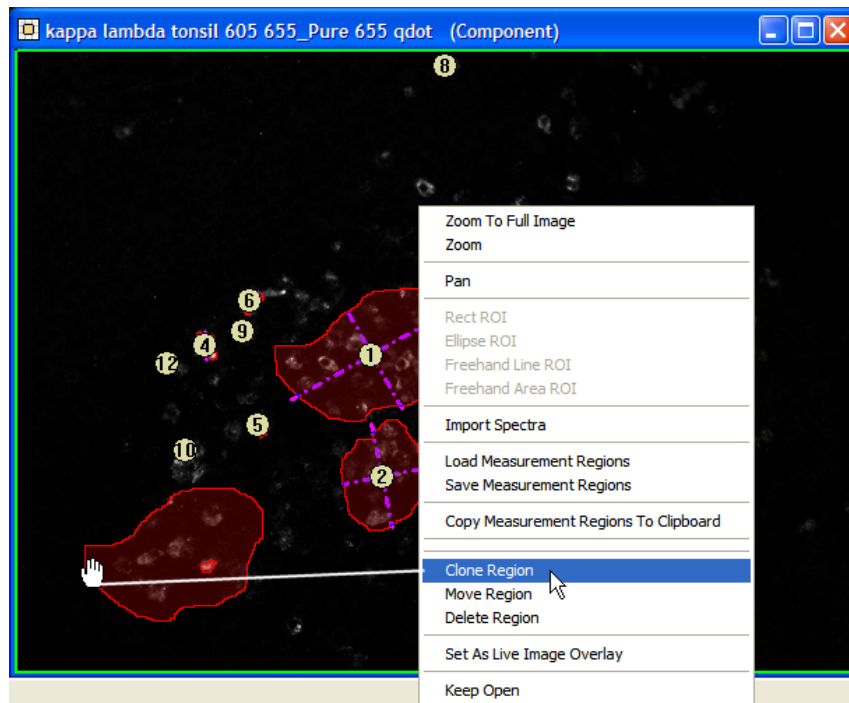 kappa lambda tonsil 605 655_Pure 655 qdot (Component)
8
Zoom To Full Image
Zoom
Pan
6
Rect ROI
9
4
Ellipse ROI
1
12
Freehand Line ROI
Freehand Area ROI
5
Import Spectra
10
Load Measurement Regions
2
Save Measurement Regions
Copy Measurement Regions To Clipboard
Clone Region
Move Region
Delete Region
Set As Live Image Overlay
Keep Open